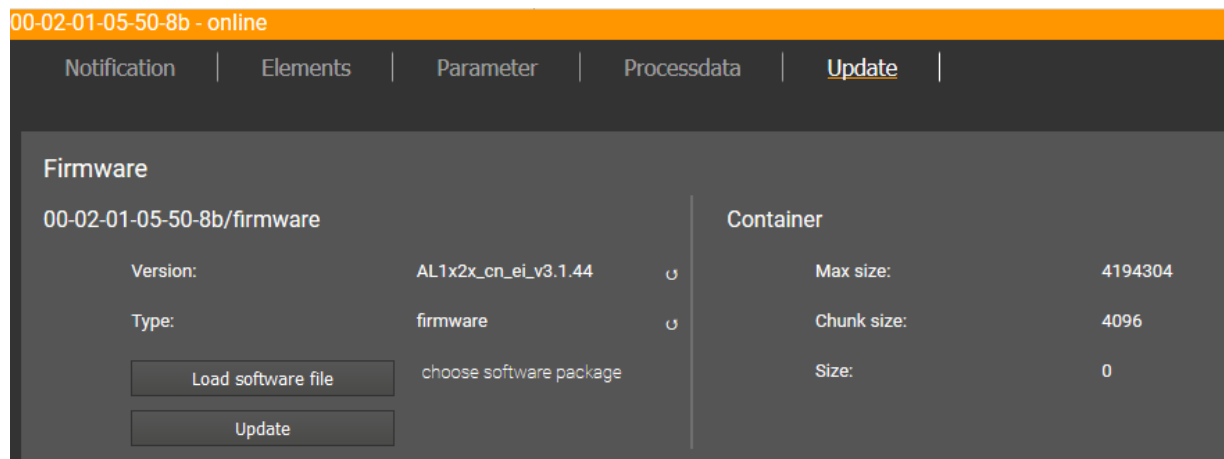 00-02-01-05-50-8b - online
Notification | Elements | Parameter | Processdata | Update |
Firmware
00-02-01-05-50-8b/firmware
Version: AL1x2x_cn_ei_v3.1.44 ↺
Type: firmware ↺
Load software file choose software package
Update
Container
Max size: 4194304
Chunk size: 4096
Size: 0